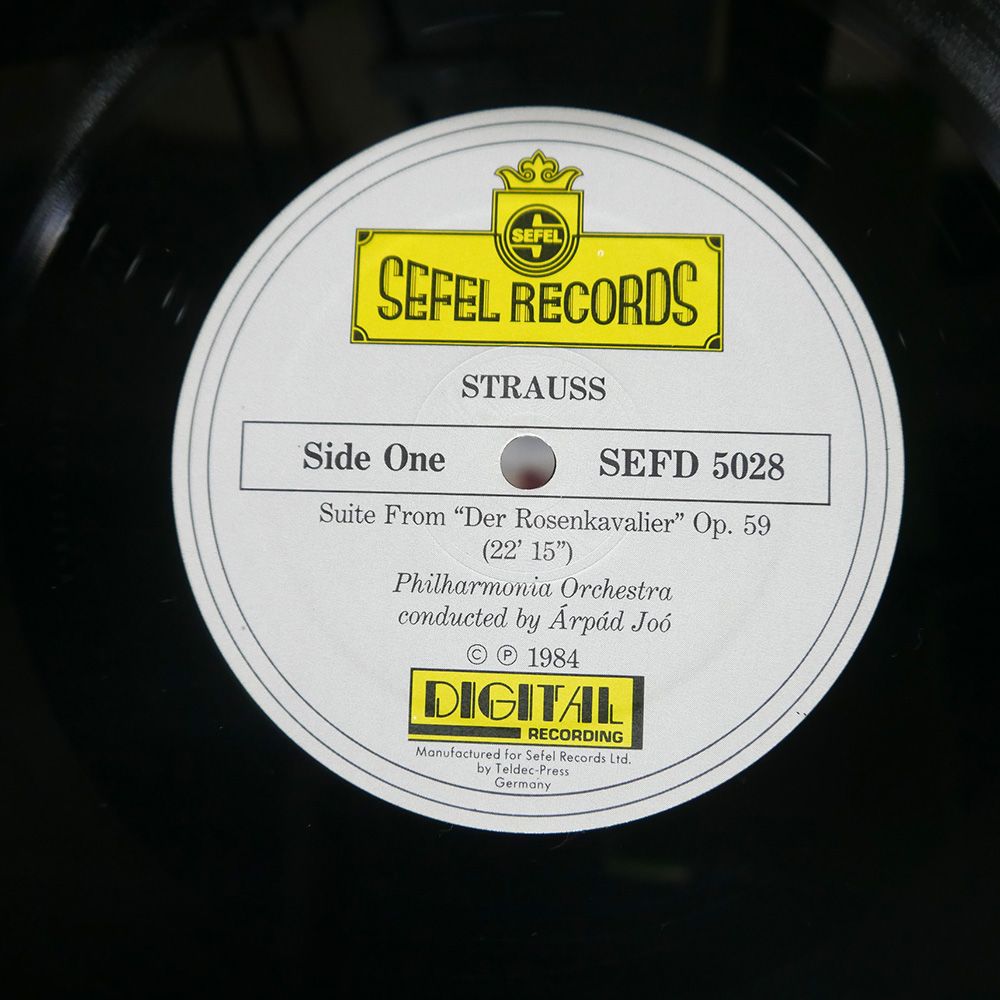 SEFEL
SEFEL RECORDS
STRAUSS
Side One SEFD 5028
Suite From “Der Rosenkavalier” Op. 59
(22’ 15”)
Philharmonia Orchestra
conducted by Árpád Joó
© ℗ 1984
DIGITAL
RECORDING
Manufactured for Sefel Records Ltd.
by Teldec-Press
Germany